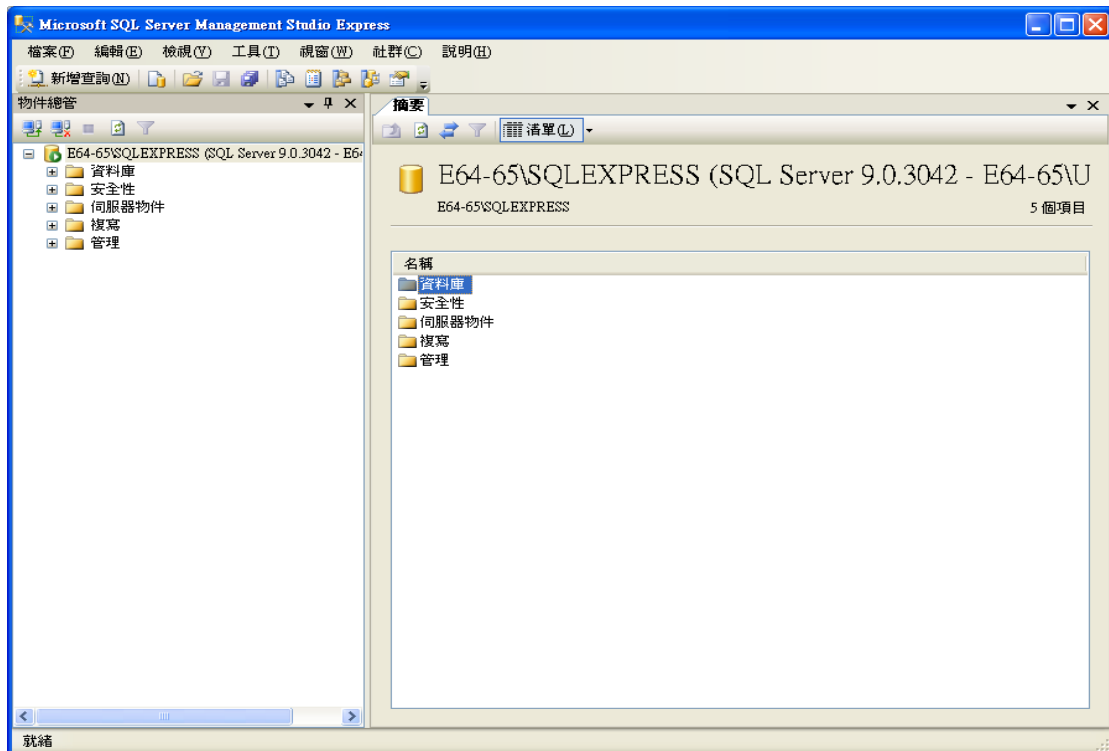 Microsoft SQL Server Management Studio Express
檔案(F) 編輯(E) 檢視(V) 工具(T) 視窗(W) 社群(C) 說明(H)
新增查詢(N)
物件總管
摘要
清單(L)
E64-65\SQLEXPRESS (SQL Server 9.0.3042 - E64
資料庫
安全性
伺服器物件
複寫
管理
E64-65\SQLEXPRESS (SQL Server 9.0.3042 - E64-65\U
E64-65\SQLEXPRESS 5 個項目
名稱
資料庫
安全性
伺服器物件
複寫
管理
就緒